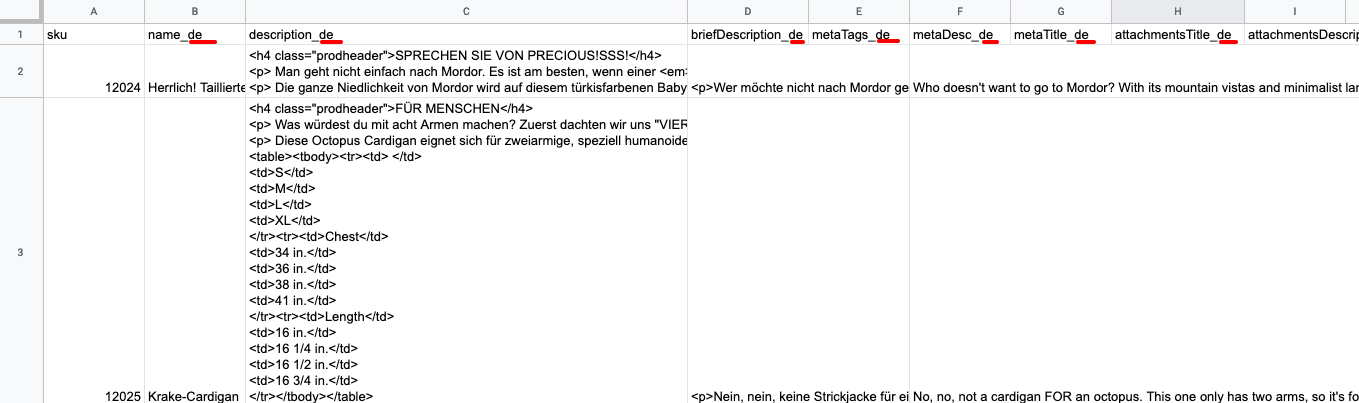 A B C D E F G H I
1 sku name_de description_de briefDescription_de metaTags_de metaDesc_de metaTitle_de attachmentsTitle_de attachmentsDescrip
<h4 class="prodheader">SPRECHEN SIE VON PRECIOUS!SSS!</h4>
2 <p> Man geht nicht einfach nach Mordor. Es ist am besten, wenn einer <em>
12024 Herrlich! Taillierte <p> Die ganze Niedlichkeit von Mordor wird auf diesem türkisfarbenen Baby <p>Wer möchte nicht nach Mordor ge Who doesn't want to go to Mordor? With its mountain vistas and minimalist lan
<h4 class="prodheader">FÜR MENSCHEN</h4>
<p> Was würdest du mit acht Armen machen? Zuerst dachten wir uns "VIER
<p> Diese Octopus Cardigan eignet sich für zweiarmige, speziell humanoide
<table><tbody><tr><td> </td>
<td>S</td>
<td>M</td>
<td>L</td>
<td>XL</td>
</tr><tr><td>Chest</td>
3 <td>34 in.</td>
<td>36 in.</td>
<td>38 in.</td>
<td>41 in.</td>
</tr><tr><td>Length</td>
<td>16 in.</td>
<td>16 1/4 in.</td>
<td>16 1/2 in.</td>
<td>16 3/4 in.</td>
12025 Krake-Cardigan </tr></tbody></table> <p>Nein, nein, keine Strickjacke für ei No, no, not a cardigan FOR an octopus. This one only has two arms, so it's fo